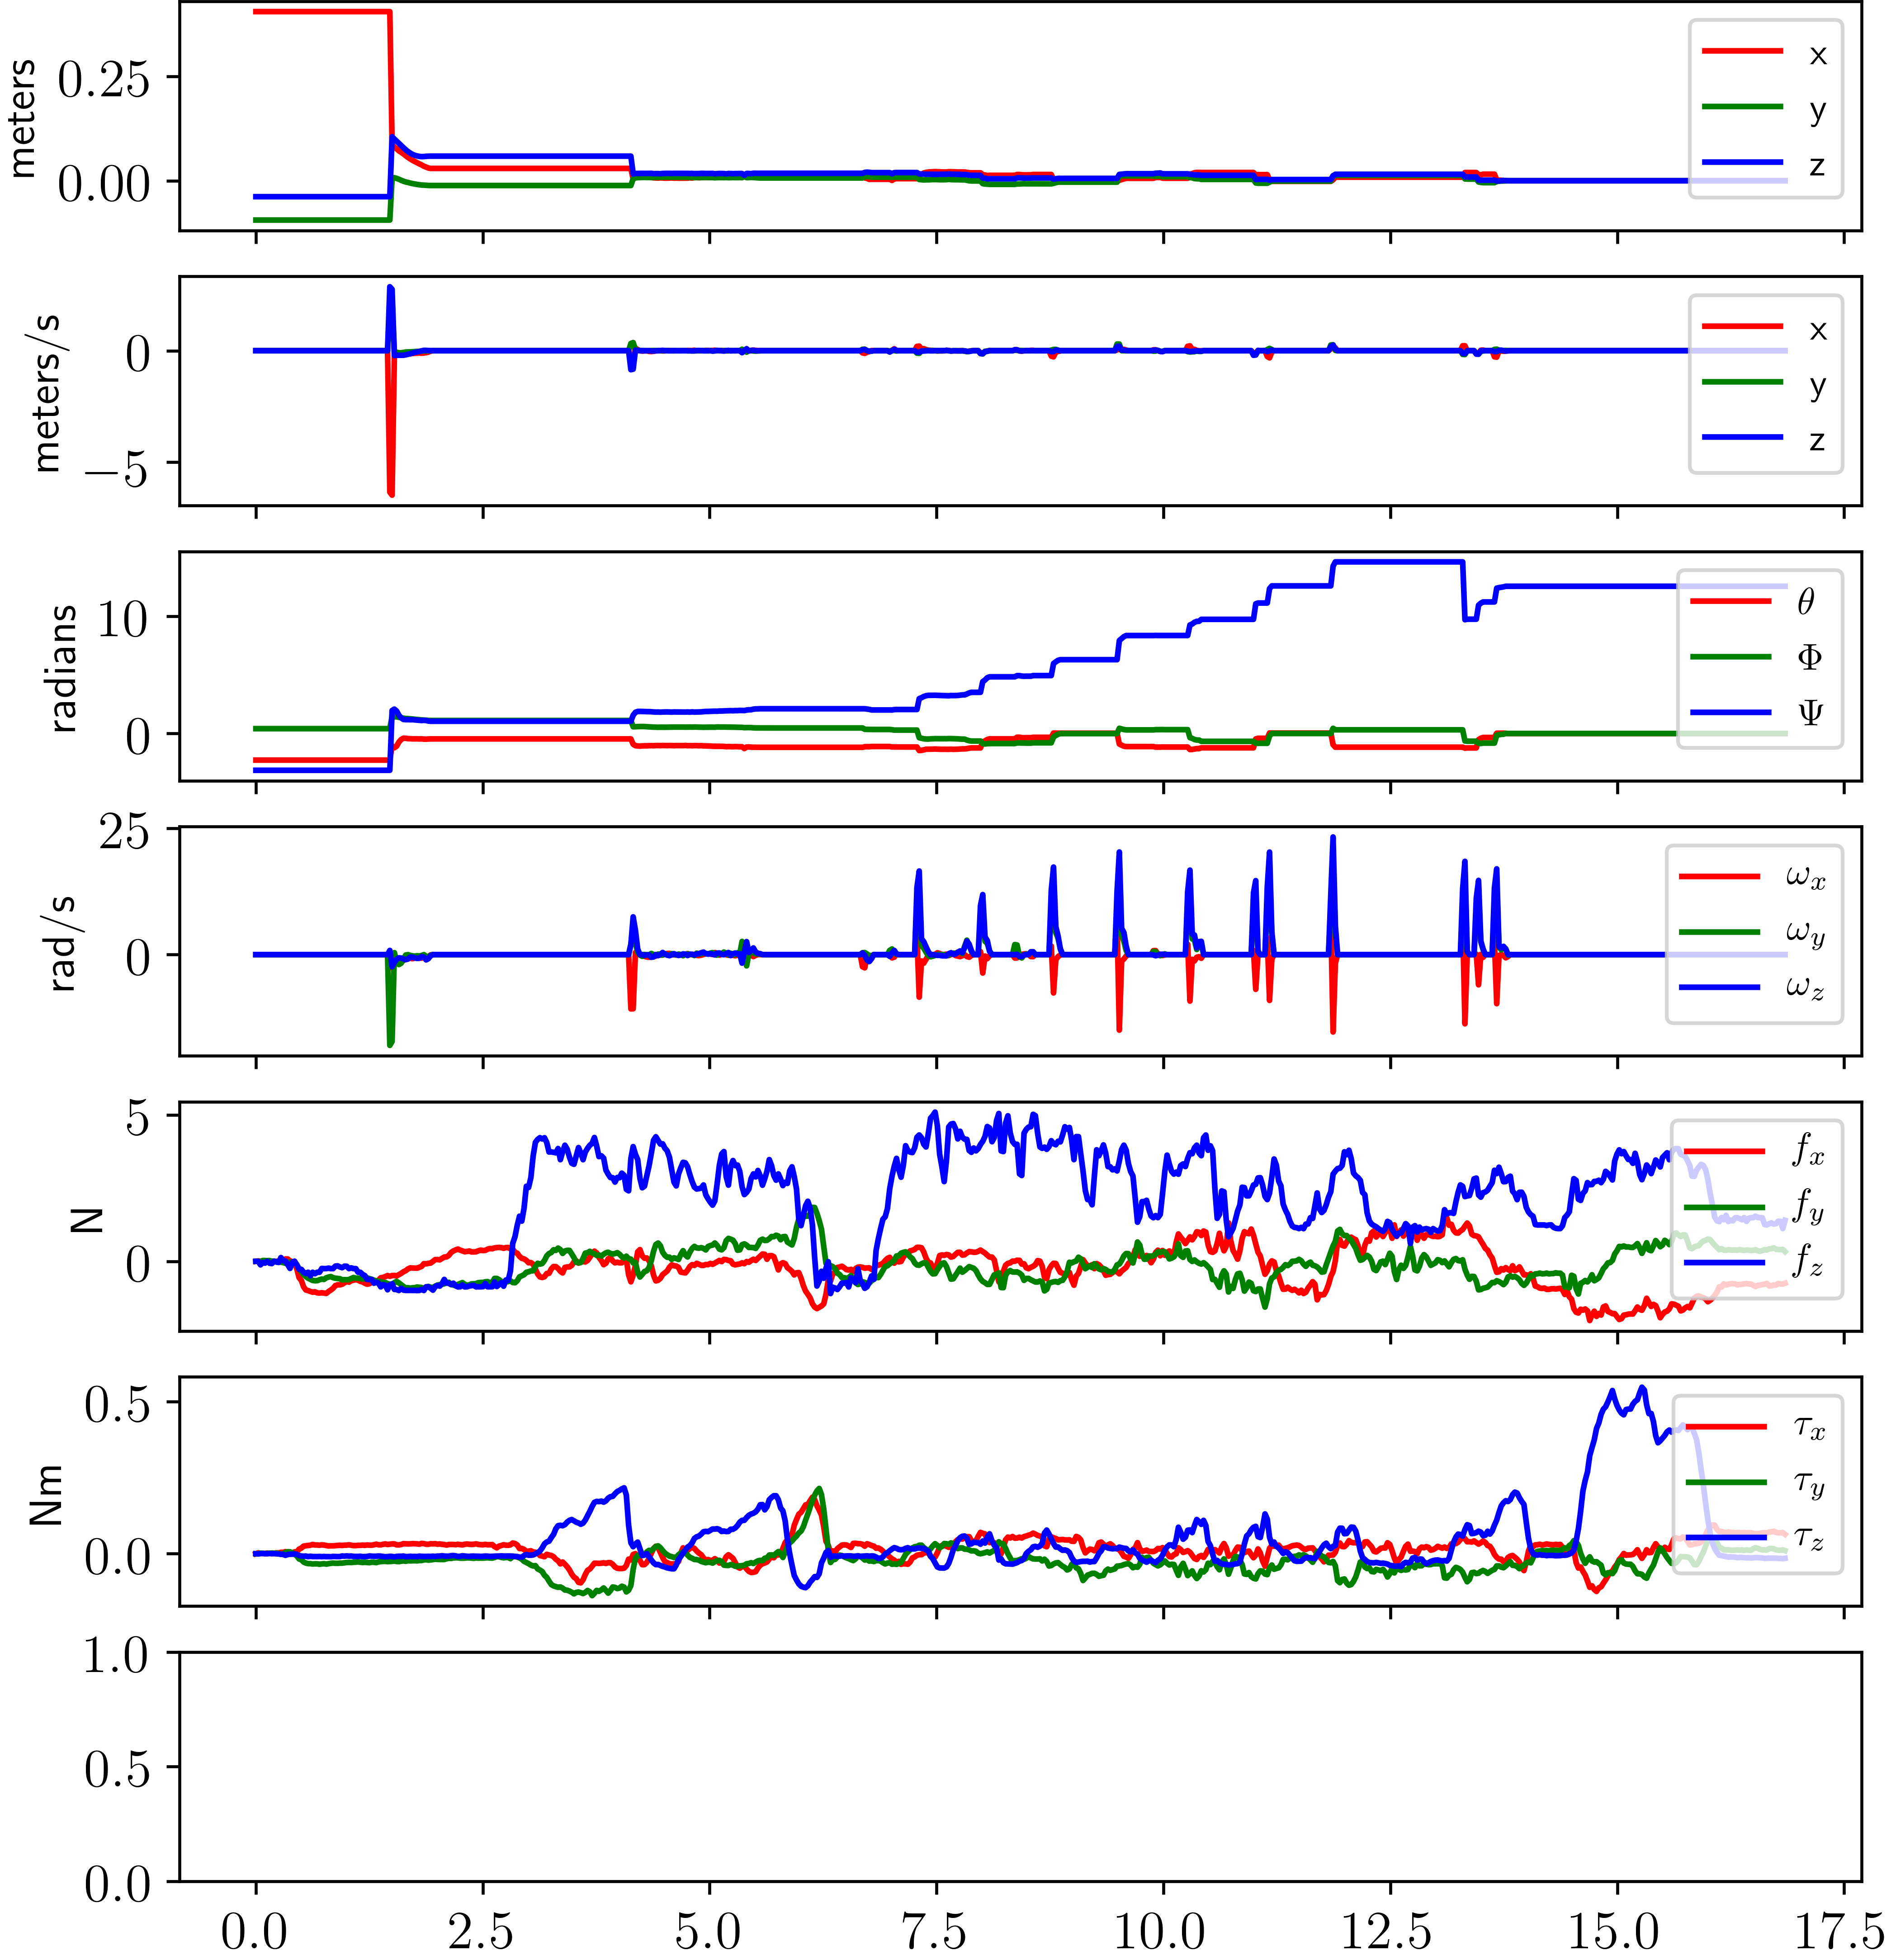 meters
0.25
0.00
x
y
z
meters/s
0
−5
x
y
z
radians
10
0
θ
Φ
Ψ
rad/s
25
0
ωx
ωy
ωz
N
5
0
fx
fy
fz
Nm
0.5
0.0
τx
τy
τz
1.0
0.5
0.0
0.0 2.5 5.0 7.5 10.0 12.5 15.0 17.5